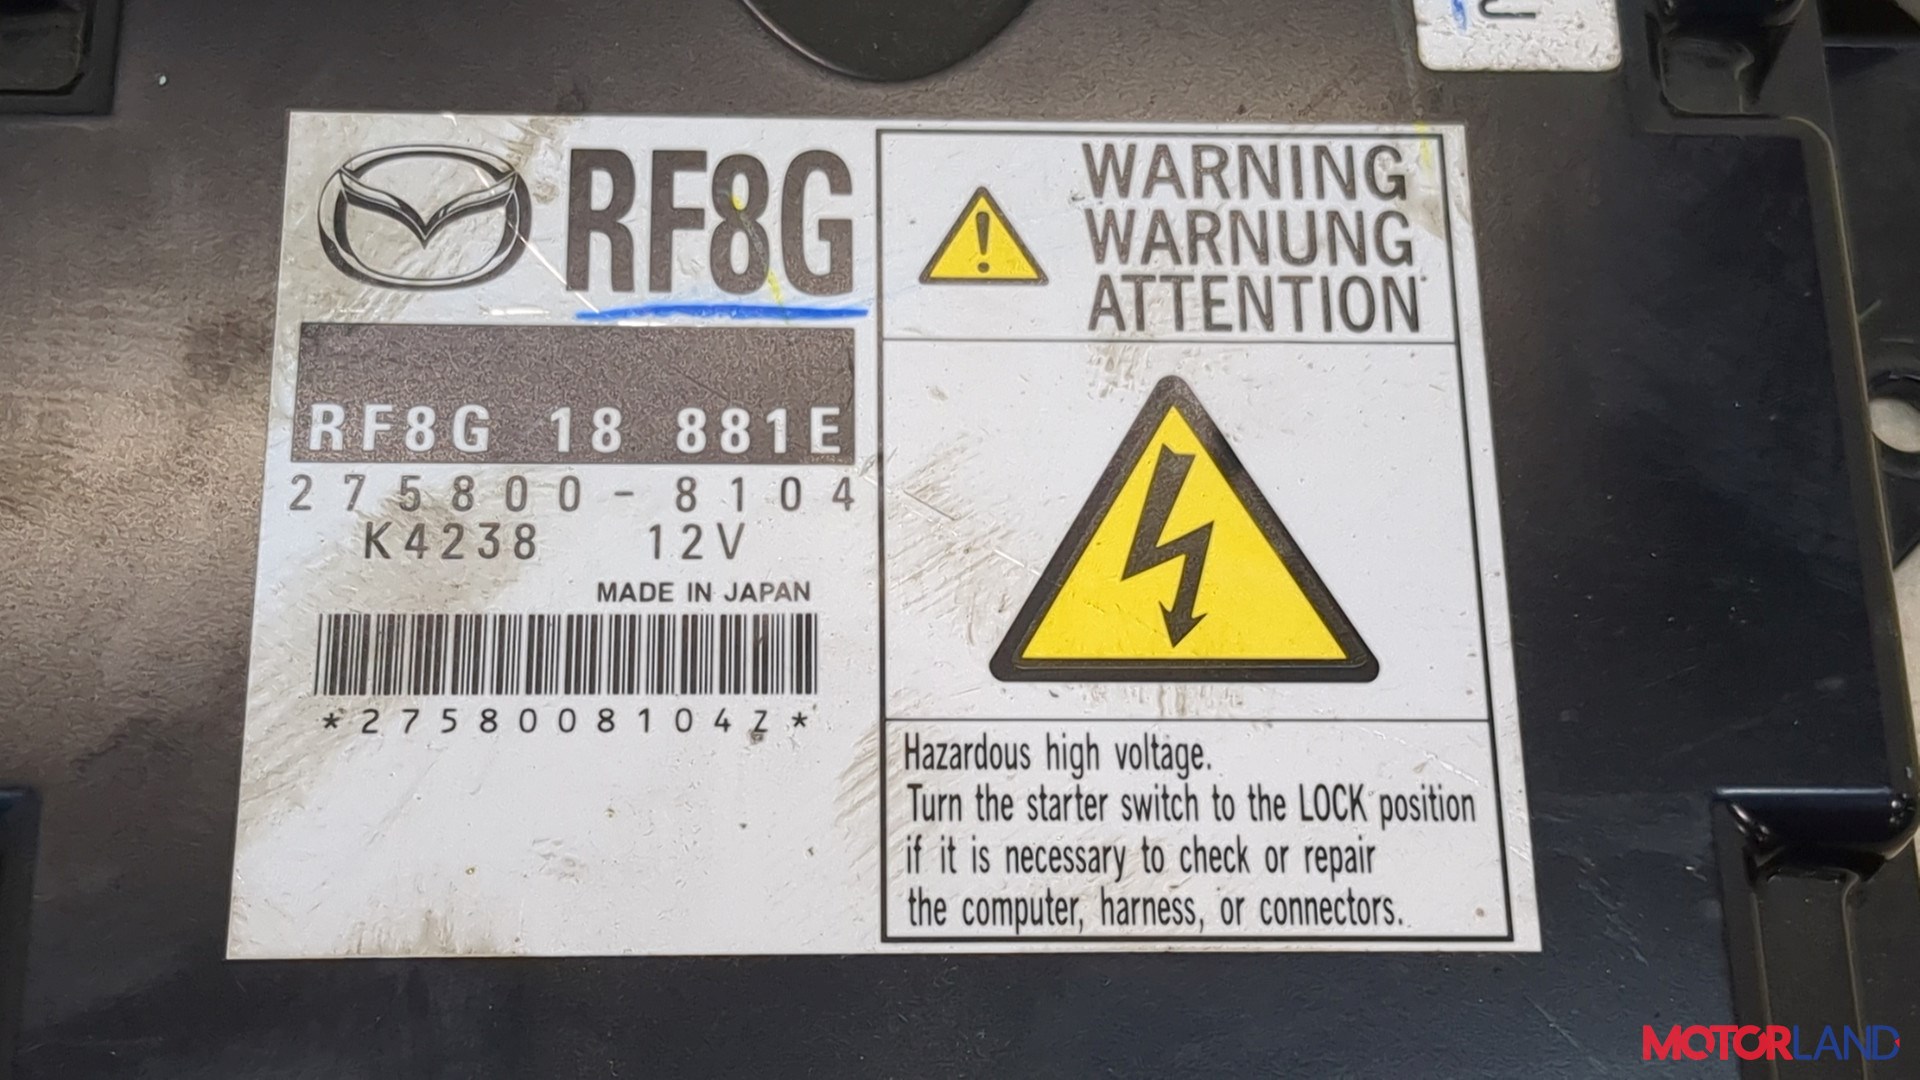 RF8G
RF8G 18 881E
275800-8104
K4238 12V
MADE IN JAPAN
*2758008104Z*
WARNING
WARNUNG
ATTENTION
Hazardous high voltage.
Turn the starter switch to the LOCK position
if it is necessary to check or repair
the computer, harness, or connectors.
MOTORLAND